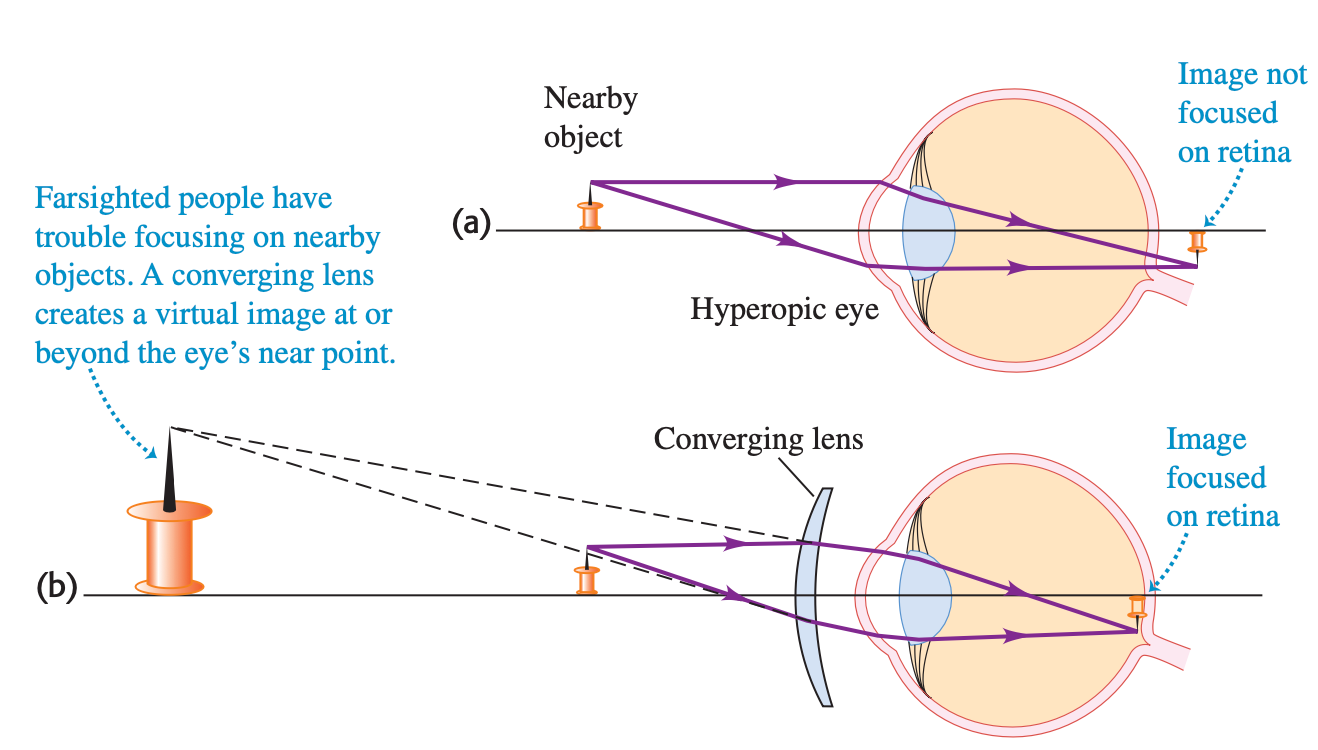 Nearby
object
Image not
focused
on retina
(a)
Hyperopic eye
Farsighted people have
trouble focusing on nearby
objects. A converging lens
creates a virtual image at or
beyond the eye’s near point.
Converging lens
Image
focused
on retina
(b)